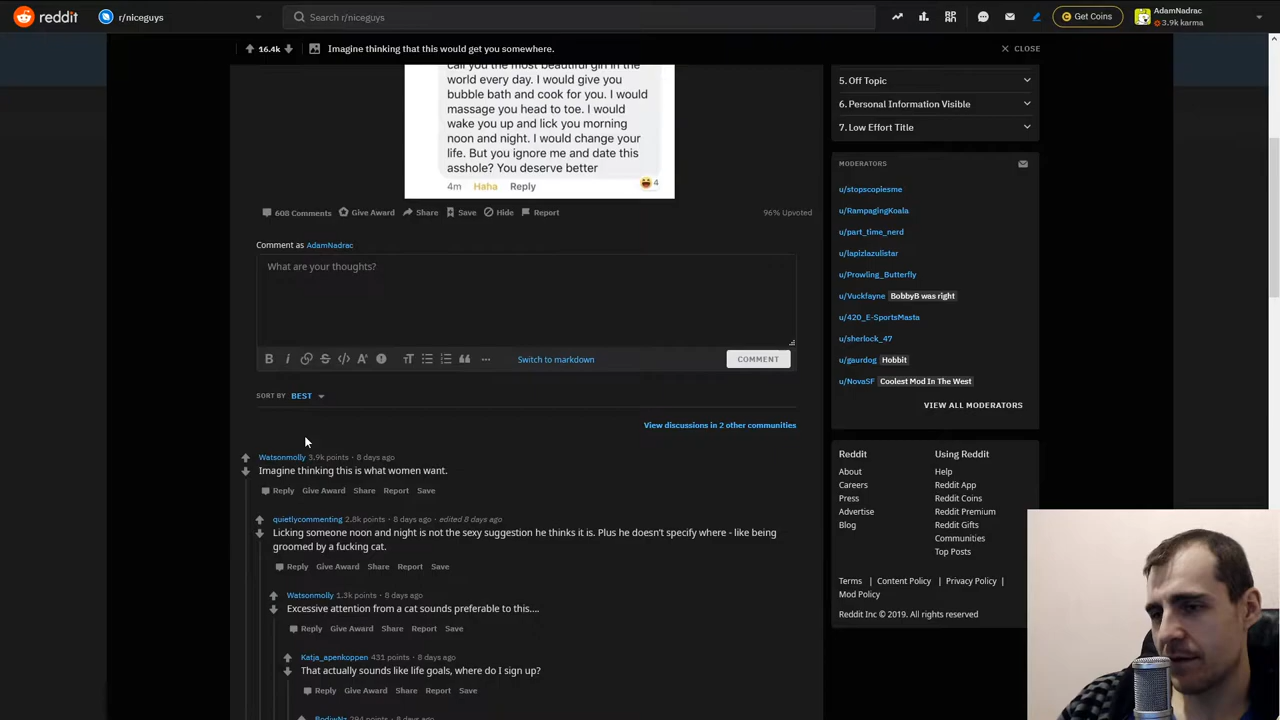 reddit
r/niceguys
Search r/niceguys
Get Coins
AdamNadrac
3.9k karma
16.4k
Imagine thinking that this would get you somewhere.
CLOSE
call you the most beautiful girl in the
world every day. I would give you
bubble bath and cook for you. I would
massage you head to toe. I would
wake you up and lick you morning
noon and night. I would change your
life. But you ignore me and date this
asshole? You deserve better
4m Haha Reply
4
608 Comments Give Award Share Save Hide Report
96% Upvoted
Comment as AdamNadrac
What are your thoughts?
Switch to markdown
COMMENT
SORT BY BEST
View discussions in 2 other communities
Watsonmolly 3.9k points · 8 days ago
Imagine thinking this is what women want.
Reply Give Award Share Report Save
quietlycommenting 2.8k points · 8 days ago · edited 8 days ago
Licking someone noon and night is not the sexy suggestion he thinks it is. Plus he doesn't specify where - like being
groomed by a fucking cat.
Reply Give Award Share Report Save
Watsonmolly 1.3k points · 8 days ago
Excessive attention from a cat sounds preferable to this....
Reply Give Award Share Report Save
Katja_apenkoppen 431 points · 8 days ago
That actually sounds like life goals, where do I sign up?
Reply Give Award Share Report Save
5. Off Topic
6. Personal Information Visible
7. Low Effort Title
MODERATORS
u/stopscopiesme
u/RampagingKoala
u/part_time_nerd
u/lapizlazulistar
u/Prowling_Butterfly
u/Vuckfayne BobbyB was right
u/420_E-SportsMasta
u/sherlock_47
u/gaurdog Hobbit
u/NovaSF Coolest Mod In The West
VIEW ALL MODERATORS
Reddit Using Reddit
About Help
Careers Reddit App
Press Reddit Coins
Advertise Reddit Premium
Blog Reddit Gifts
Communities
Top Posts
Terms | Content Policy | Privacy Policy |
Mod Policy
Reddit Inc © 2019. All rights reserved